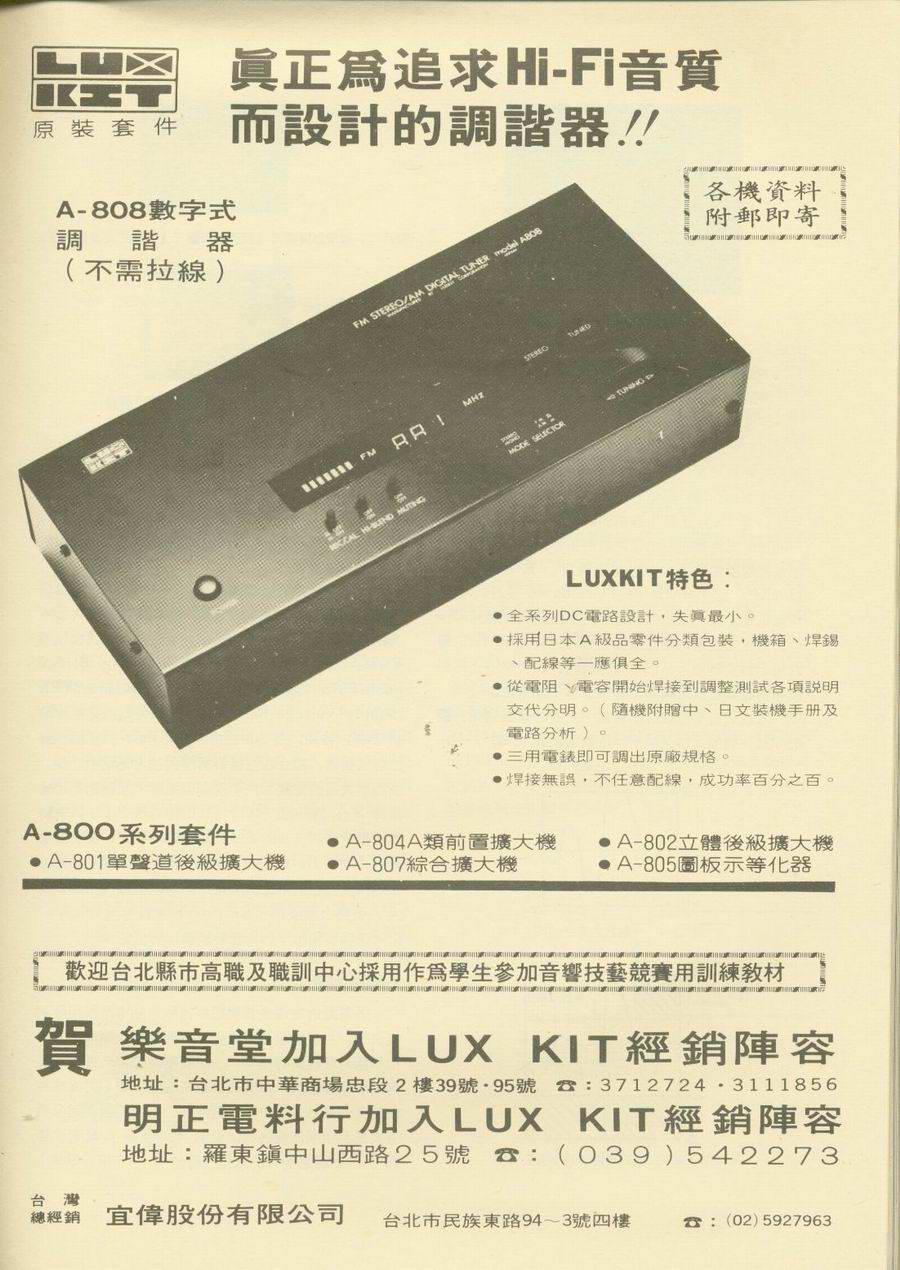 LUX
KIT
原裝套件
眞正爲追求Hi-Fi音質
而設計的調諧器!!
各機資料
附郵即寄
A-808數字式
調諧器
(不需拉線)
FM STEREO/AM DIGITAL TUNER model A808
STEREO TUNED
TUNING
MHz
FM
MODE SELECTOR
STEREO
MONO
HI-BLEND MUTING
POWER
LUX
KIT
LUXKIT特色：
●全系列DC電路設計，失眞最小。
●採用日本A級品零件分類包裝，機箱、焊錫
、配線等一應俱全。
●從電阻、電容開始焊接到調整測試各項説明
交代分明。(隨機附贈中、日文裝機手册及
電路分析)。
●三用電錶即可調出原廠規格。
●焊接無誤，不任意配線，成功率百分之百。
A-800系列套件
●A-804A類前置擴大機
●A-802立體後級擴大機
●A-801單聲道後級擴大機
●A-807綜合擴大機
●A-805圖板示等化器
歡迎台北縣市高職及職訓中心採用作爲學生參加音響技藝競賽用訓練教材
賀 樂音堂加入LUX KIT經銷陣容
地址：台北市中華商場忠段2樓39號·95號 ☎：3712724·3111856
明正電料行加入LUX KIT經銷陣容
地址：羅東鎭中山西路25號 ☎：(039)542273
台灣
總經銷 宜偉股份有限公司 台北市民族東路94～3號四樓 ☎：(02)5927963